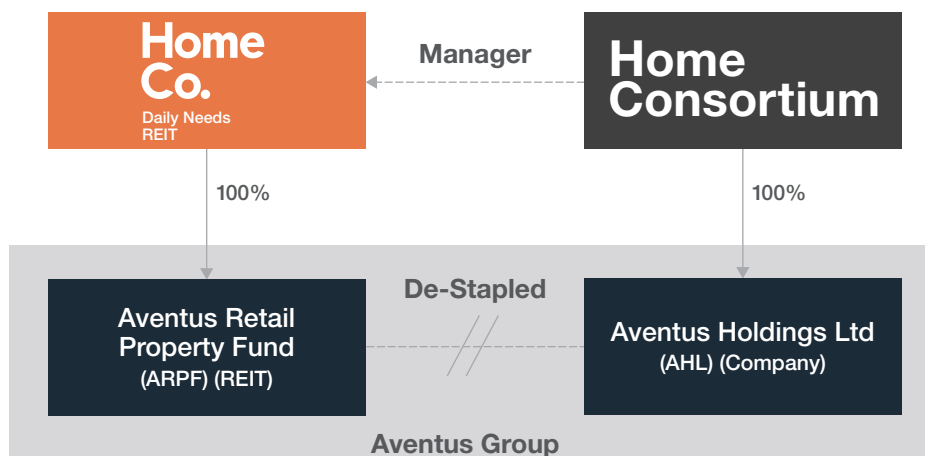 Home
Co.
Daily Needs
REIT
Manager
Home
Consortium
100%
100%
De-Stapled
Aventus Retail
Property Fund
(ARPF) (REIT)
Aventus Holdings Ltd
(AHL) (Company)
Aventus Group